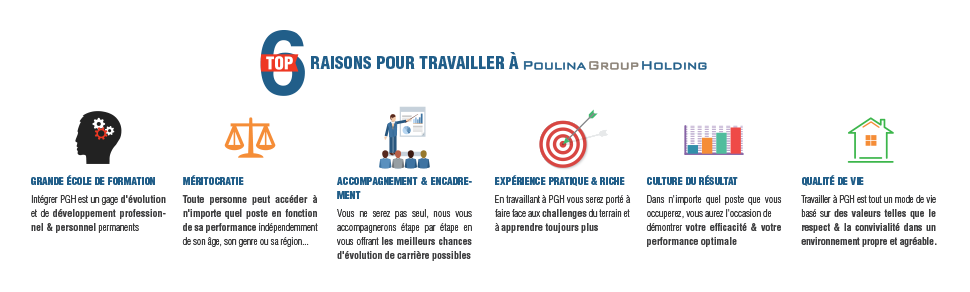 TOP 6 RAISONS POUR TRAVAILLER À POULINA GROUP HOLDING
GRANDE ÉCOLE DE FORMATION
Intégrer PGH est un gage d'évolution
et de développement profession-
nel & personnel permanents
MÉRITOCRATIE
Toute personne peut accéder à
n'importe quel poste en fonction
de sa performance indépendemment
de son âge, son genre ou sa région...
ACCOMPAGNEMENT & ENCADRE-
MENT
Vous ne serez pas seul, nous vous
accompagnerons étape par étape en
vous offrant les meilleurs chances
d'évolution de carrière possibles
EXPÉRIENCE PRATIQUE & RICHE
En travaillant à PGH vous serez porté à
faire face aux challenges du terrain et
à apprendre toujours plus
CULTURE DU RÉSULTAT
Dans n'importe quel poste que vous
occuperez, vous aurez l'occasion de
démontrer votre efficacité & votre
performance optimale
QUALITÉ DE VIE
Travailler à PGH est tout un mode de vie
basé sur des valeurs telles que le
respect & la convivialité dans un
environnement propre et agréable.